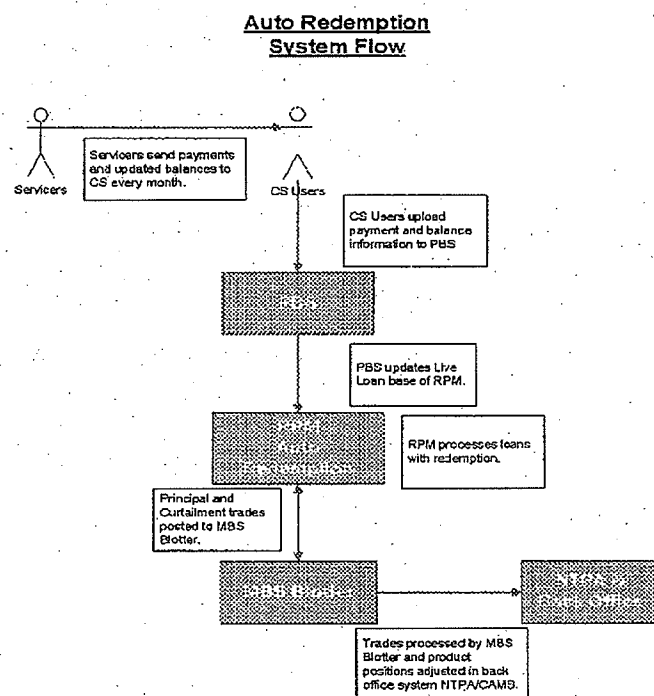 Auto Redemption
System Flow
Servicers send payments
and updated balances to
CS every month.
Servicers
CS Users
CS Users upload
payment and balance
information to PBS
PBS updates Live
Loan base of RPM.
RPM processes loans
with redemption.
Principal and
Curtailment trades
posted to MBS
Blotter.
MBS Blotter
Trades processed by MBS
Blotter and product
positions adjusted in back
office system NTPA/CAMS.